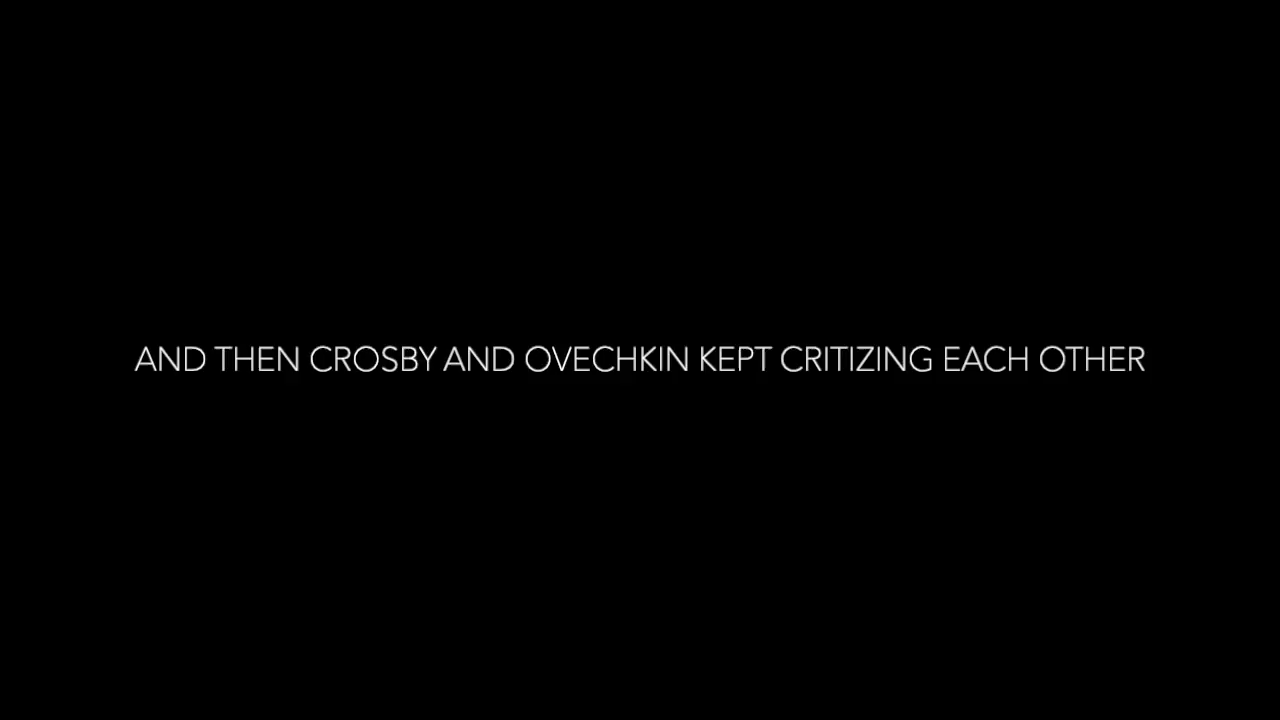 AND THEN CROSBY AND OVECHKIN KEPT CRITIZING EACH OTHER